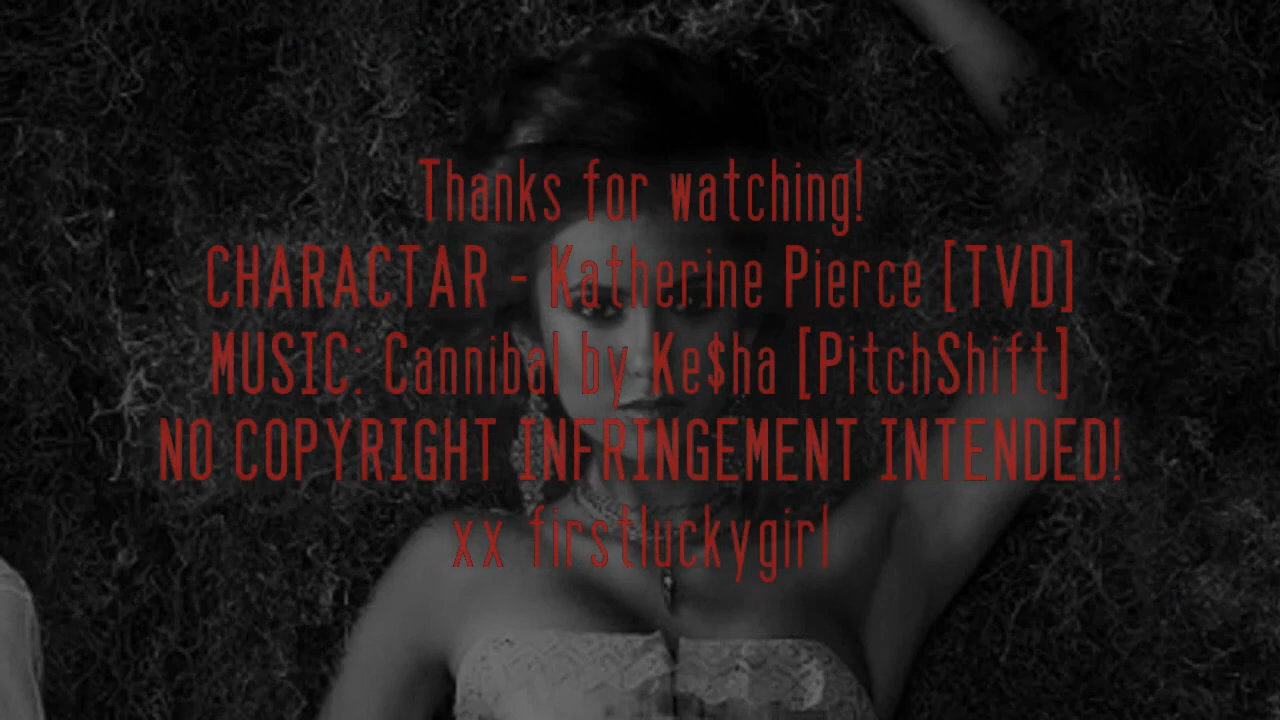 Thanks for watching!
CHARACTAR - Katherine Pierce [TVD]
MUSIC: Cannibal by Ke$ha [PitchShift]
NO COPYRIGHT INFRINGEMENT INTENDED!
xx firstluckygirl